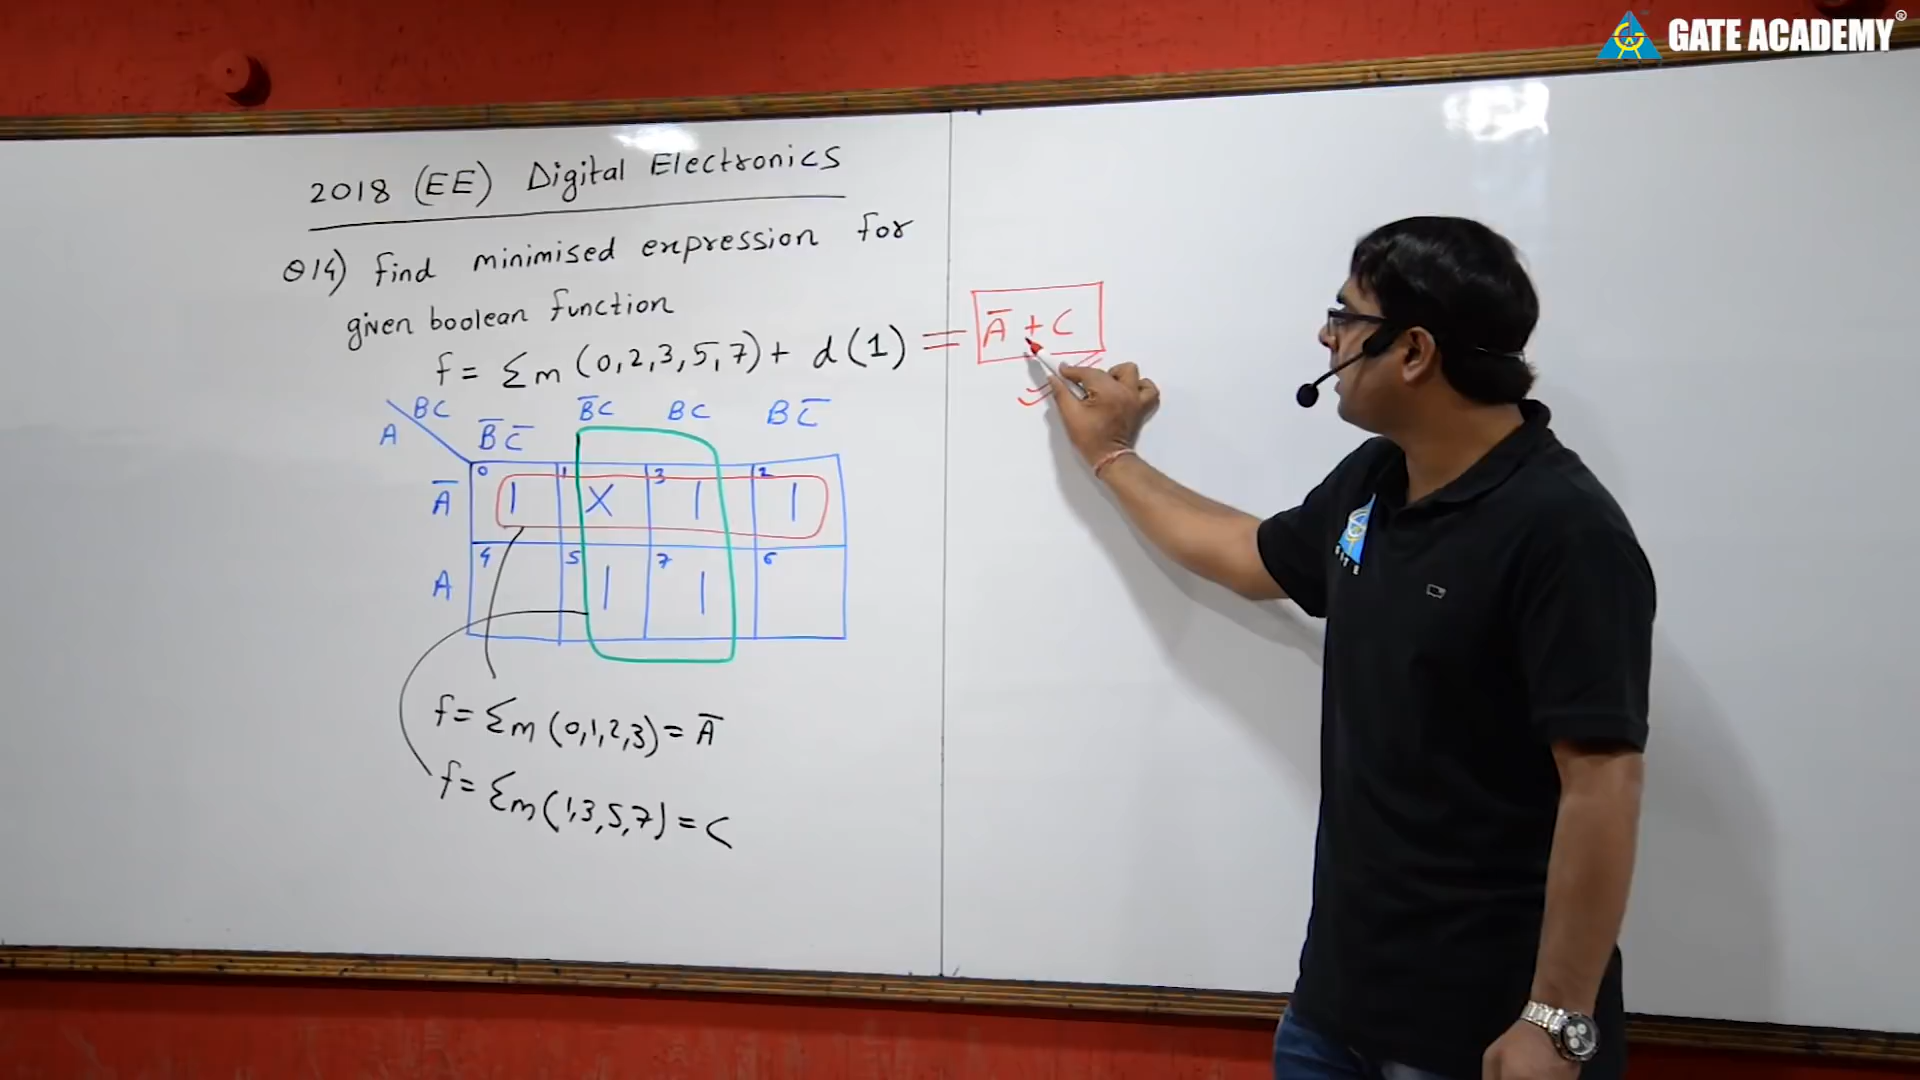 GATE ACADEMY®
2018 (EE) Digital Electronics
Q14) Find minimised expression for
given boolean function
f = Σm (0,2,3,5,7) + d(1) = A̅ + C
BC
A
B̅C̅ B̅C BC BC̅
A̅ 0 1 1 X 3 1 2 1
A 4 5 1 7 1 6
f = Σm (0,1,2,3) = A̅
f = Σm (1,3,5,7) = C